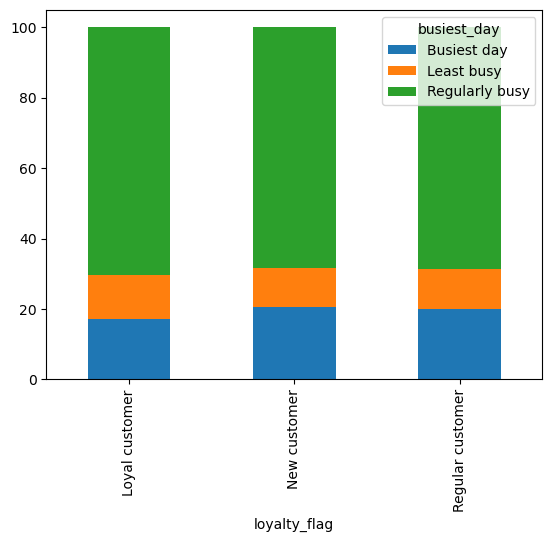 100
80
60
40
20
0
busiest_day
Busiest day
Least busy
Regularly busy
Loyal customer
New customer
Regular customer
loyalty_flag